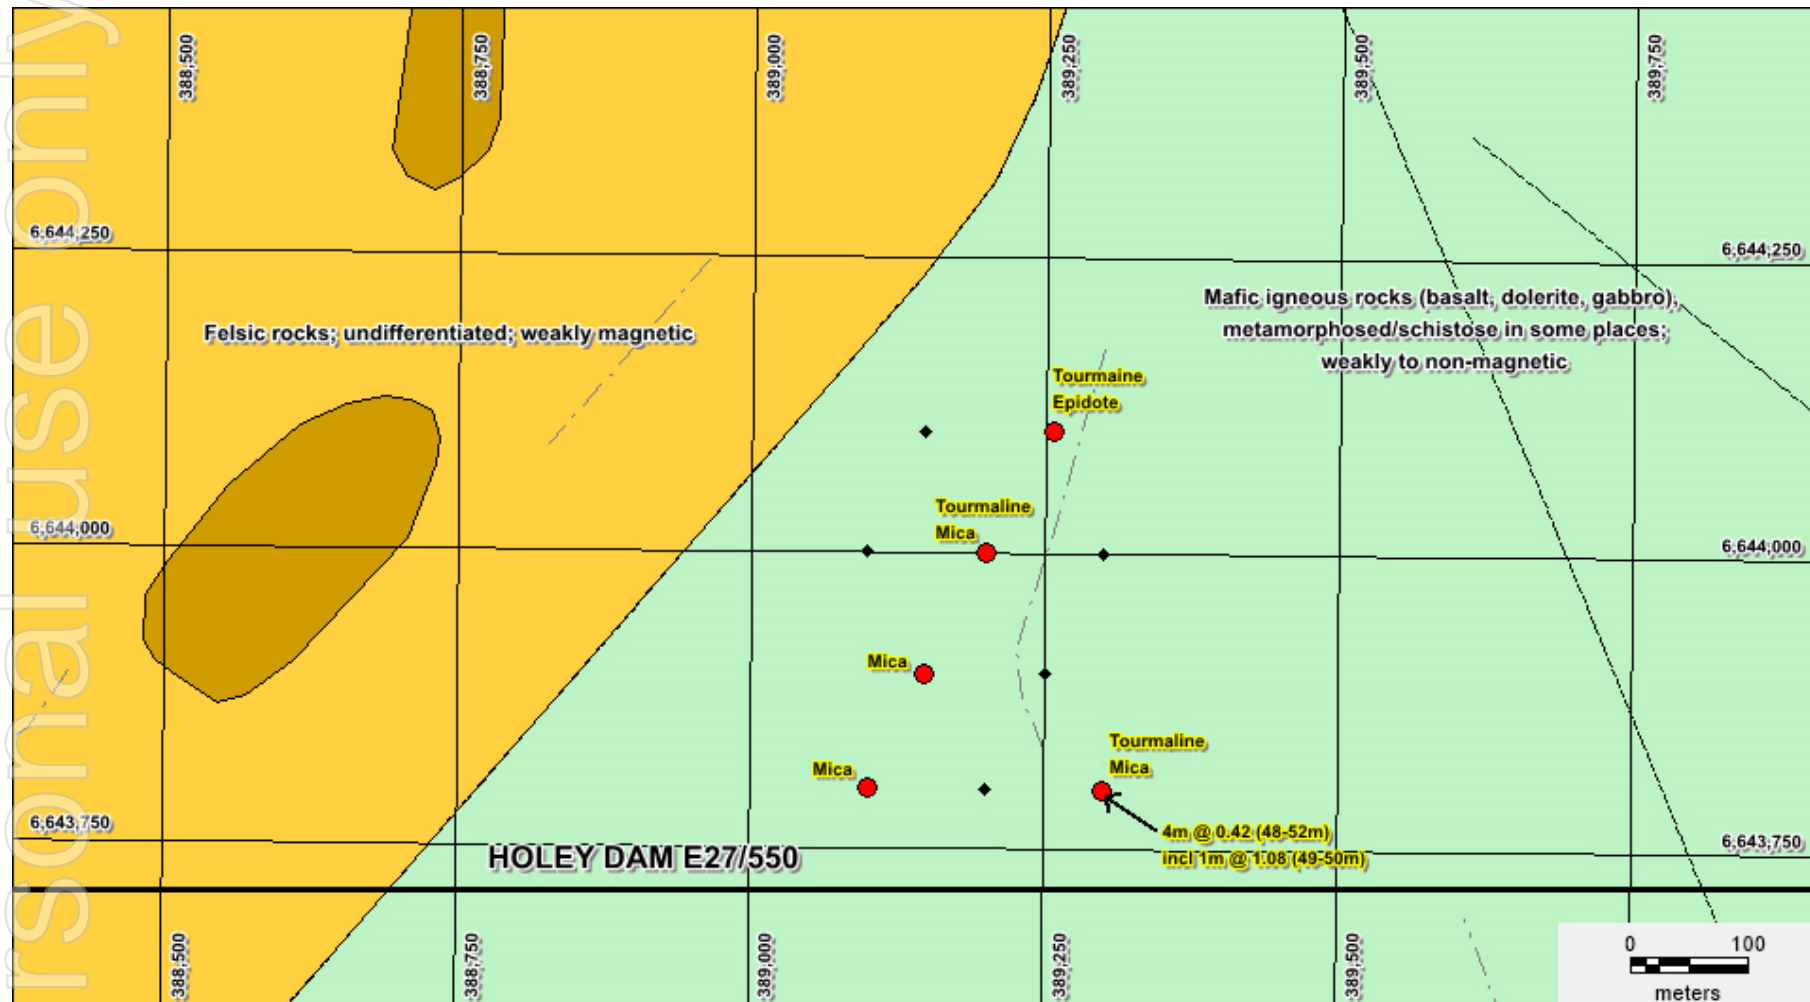 rsonal use only
388,500
388,750
389,000
389,250
389,500
389,750
6,644,250
6,644,250
Felsic rocks; undifferentiated; weakly magnetic
Mafic igneous rocks (basalt, dolerite, gabbro),
metamorphosed/schistose in some places;
weakly to non-magnetic
Tourmaine
Epidote
Tourmaline
Mica
6,644,000
6,644,000
Mica
Tourmaline
Mica
Mica
4m @ 0.42 (48-52m)
incl 1m @ 1.08 (49-50m)
6,643,750
6,643,750
HOLEY DAM E27/550
388,500
388,750
389,000
389,250
389,500
0 100
meters